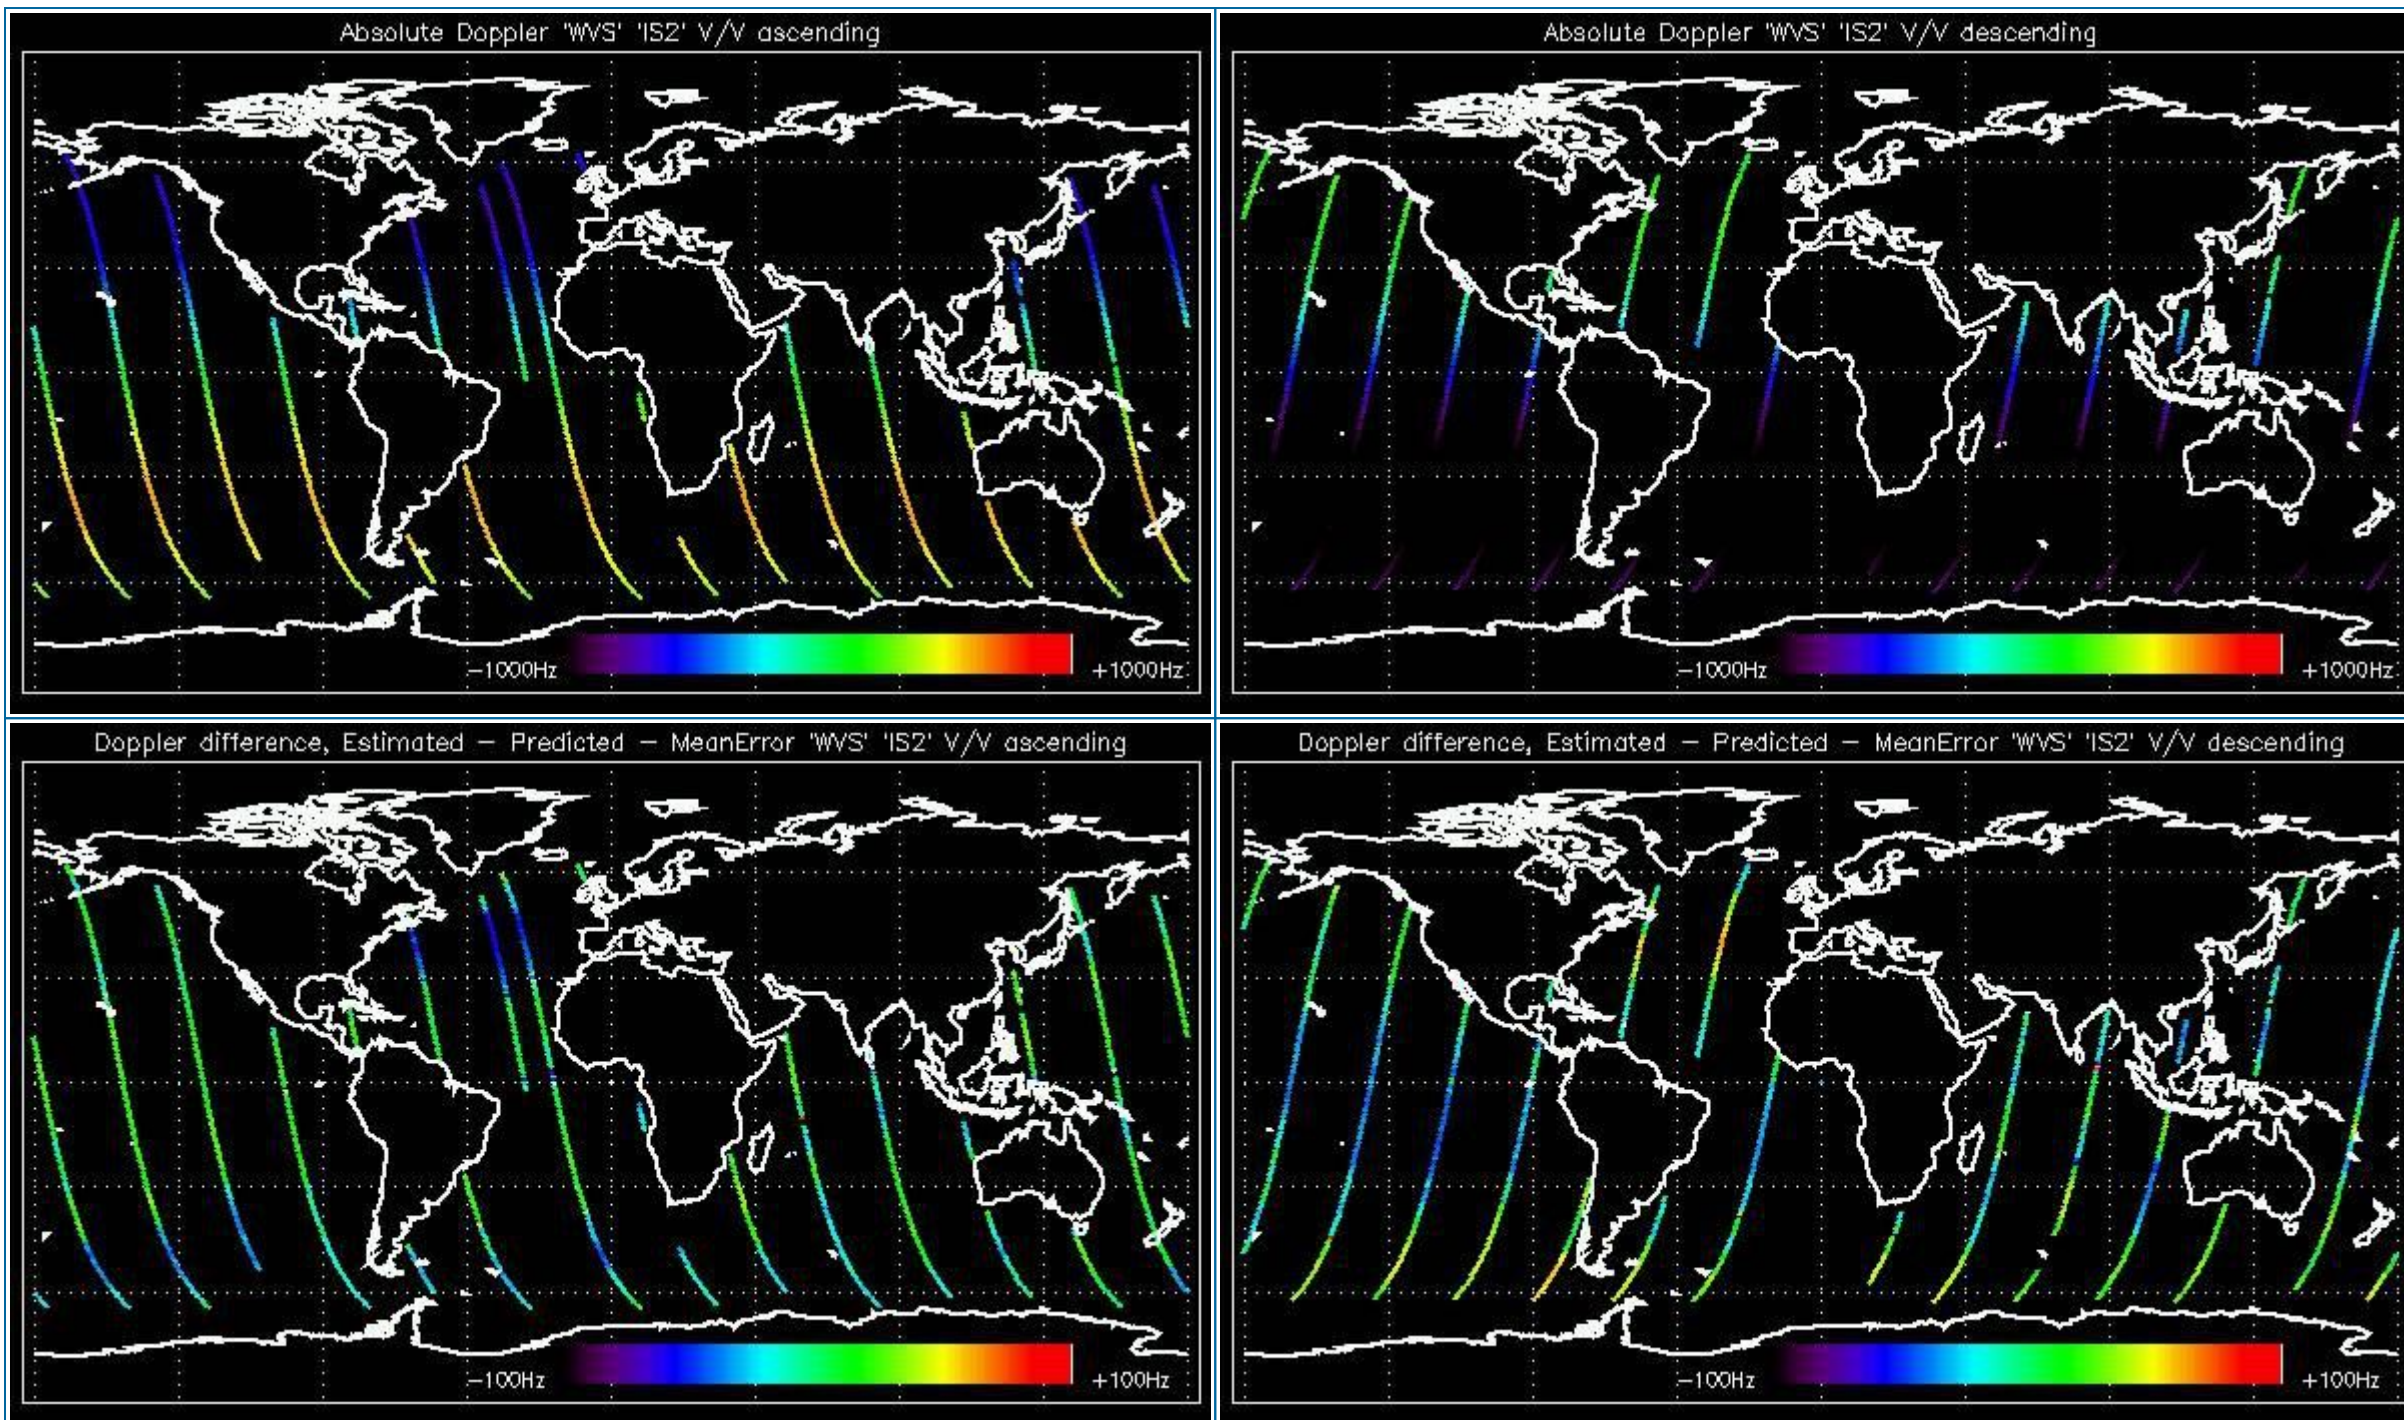 Absolute Doppler 'WVS' 'IS2' V/V ascending
-1000Hz
+1000Hz
Absolute Doppler 'WVS' 'IS2' V/V descending
-1000Hz
+1000Hz
Doppler difference, Estimated - Predicted - MeanError 'WVS' 'IS2' V/V ascending
-100Hz
+100Hz
Doppler difference, Estimated - Predicted - MeanError 'WVS' 'IS2' V/V descending
-100Hz
+100Hz